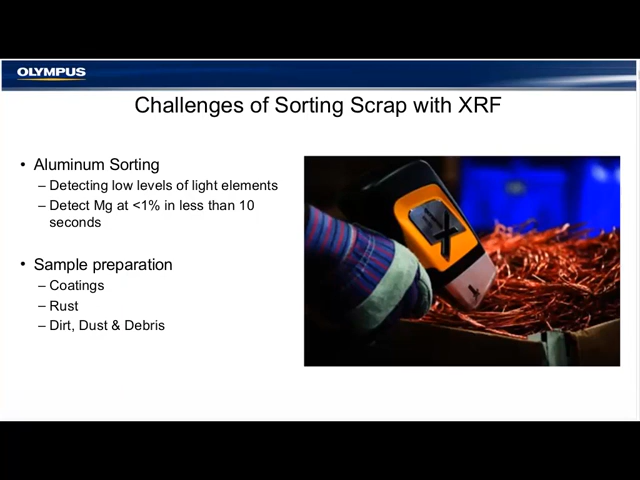 OLYMPUS
Challenges of Sorting Scrap with XRF
• Aluminum Sorting
– Detecting low levels of light elements
– Detect Mg at <1% in less than 10
seconds
• Sample preparation
– Coatings
– Rust
– Dirt, Dust & Debris